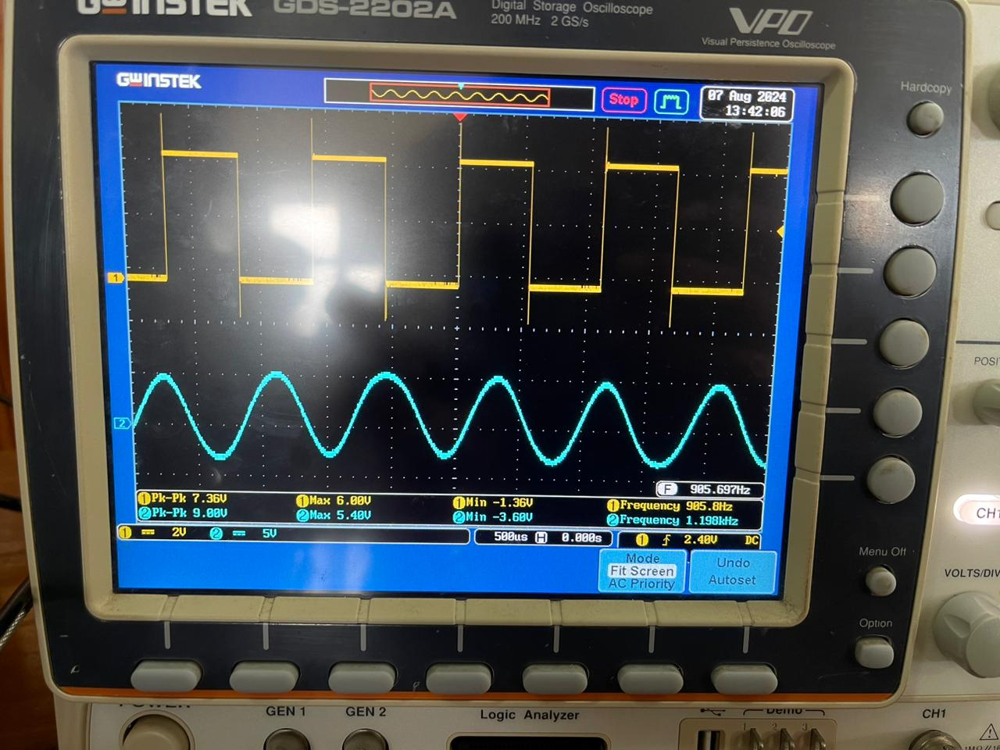 GWINSTEK GDS-2202A Digital Storage Oscilloscope
200 MHz 2 GS/s
VPO
Visual Persistence Oscilloscope
GWINSTEK
Stop
07 Aug 2024
13:42:06
Hardcopy
1
2
F 905.697Hz
1 Pk-Pk 7.36V 1 Max 6.00V 1 Min -1.36V 1 Frequency 905.8Hz
2 Pk-Pk 9.00V 2 Max 5.40V 2 Min -3.60V 2 Frequency 1.198kHz
1 2V 2 5V 500us H 0.000s 1 2.40V DC
Mode
Fit Screen
AC Priority
Undo
Autoset
POSI
CH1
Menu Off
VOLTS/DIV
Option
POWER
GEN 1
GEN 2
Logic Analyzer
Demo
1 2 3
CH1